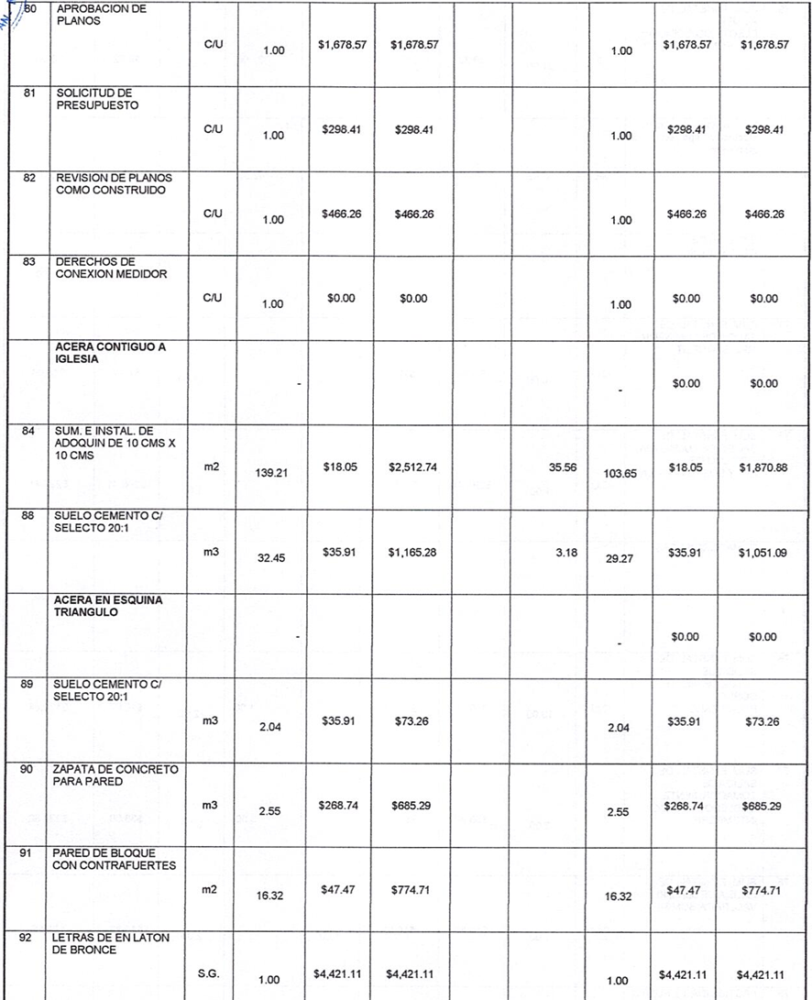 80 APROBACION DE
PLANOS
C/U 1.00 $1,678.57 $1,678.57 1.00 $1,678.57 $1,678.57
81 SOLICITUD DE
PRESUPUESTO
C/U 1.00 $298.41 $298.41 1.00 $298.41 $298.41
82 REVISION DE PLANOS
COMO CONSTRUIDO
C/U 1.00 $466.26 $466.26 1.00 $466.26 $466.26
83 DERECHOS DE
CONEXION MEDIDOR
C/U 1.00 $0.00 $0.00 1.00 $0.00 $0.00
ACERA CONTIGUO A
IGLESIA
- - $0.00 $0.00
84 SUM. E INSTAL. DE
ADOQUIN DE 10 CMS X
10 CMS
m2 139.21 $18.05 $2,512.74 35.56 103.65 $18.05 $1,870.88
88 SUELO CEMENTO C/
SELECTO 20:1
m3 32.45 $35.91 $1,165.28 3.18 29.27 $35.91 $1,051.09
ACERA EN ESQUINA
TRIANGULO
- - $0.00 $0.00
89 SUELO CEMENTO C/
SELECTO 20:1
m3 2.04 $35.91 $73.26 2.04 $35.91 $73.26
90 ZAPATA DE CONCRETO
PARA PARED
m3 2.55 $268.74 $685.29 2.55 $268.74 $685.29
91 PARED DE BLOQUE
CON CONTRAFUERTES
m2 16.32 $47.47 $774.71 16.32 $47.47 $774.71
92 LETRAS DE EN LATON
DE BRONCE
S.G. 1.00 $4,421.11 $4,421.11 1.00 $4,421.11 $4,421.11